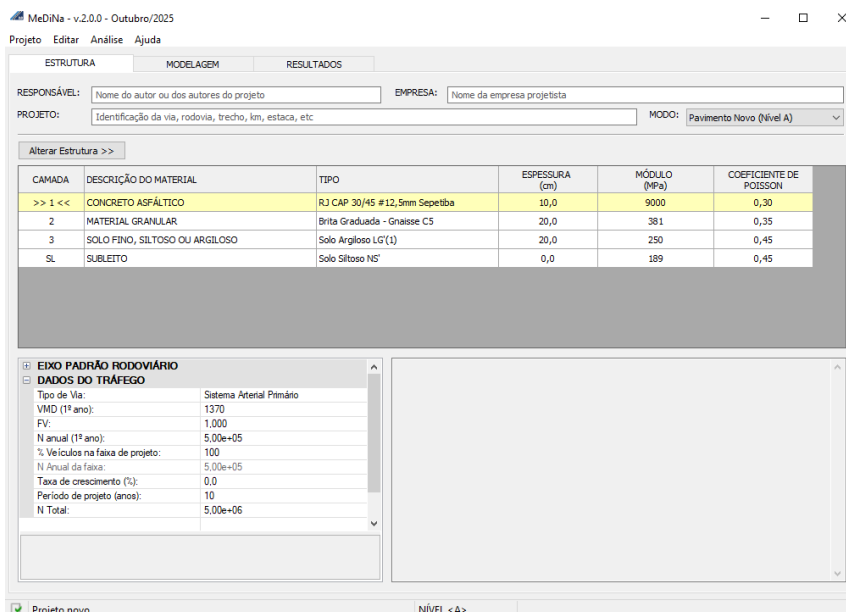 MeDiNa - v.2.0.0 - Outubro/2025
Projeto Editar Análise Ajuda
ESTRUTURA MODELAGEM RESULTADOS
RESPONSÁVEL: Nome do autor ou dos autores do projeto EMPRESA: Nome da empresa projetista
PROJETO: Identificação da via, rodovia, trecho, km, estaca, etc MODO: Pavimento Novo (Nível A)
Alterar Estrutura >>
CAMADA DESCRIÇÃO DO MATERIAL TIPO ESPESSURA (cm) MÓDULO (MPa) COEFICIENTE DE POISSON
>> 1 << CONCRETO ASFÁLTICO RJ CAP 30/45 #12,5mm Sepetiba 10,0 9000 0,30
2 MATERIAL GRANULAR Brita Graduada - Gnaisse C5 20,0 381 0,35
3 SOLO FINO, SILTOSO OU ARGILOSO Solo Argiloso LG'(1) 20,0 250 0,45
SL SUBLEITO Solo Siltoso NS' 0,0 189 0,45
EIXO PADRÃO RODOVIÁRIO
DADOS DO TRÁFEGO
Tipo de Via: Sistema Arterial Primário
VMD (1º ano): 1370
FV: 1,000
N anual (1º ano): 5,00e+05
% Veículos na faixa de projeto: 100
N Anual da faixa: 5,00e+05
Taxa de crescimento (%): 0,0
Período de projeto (anos): 10
N Total: 5,00e+06
Projeto novo NÍVEL <A>